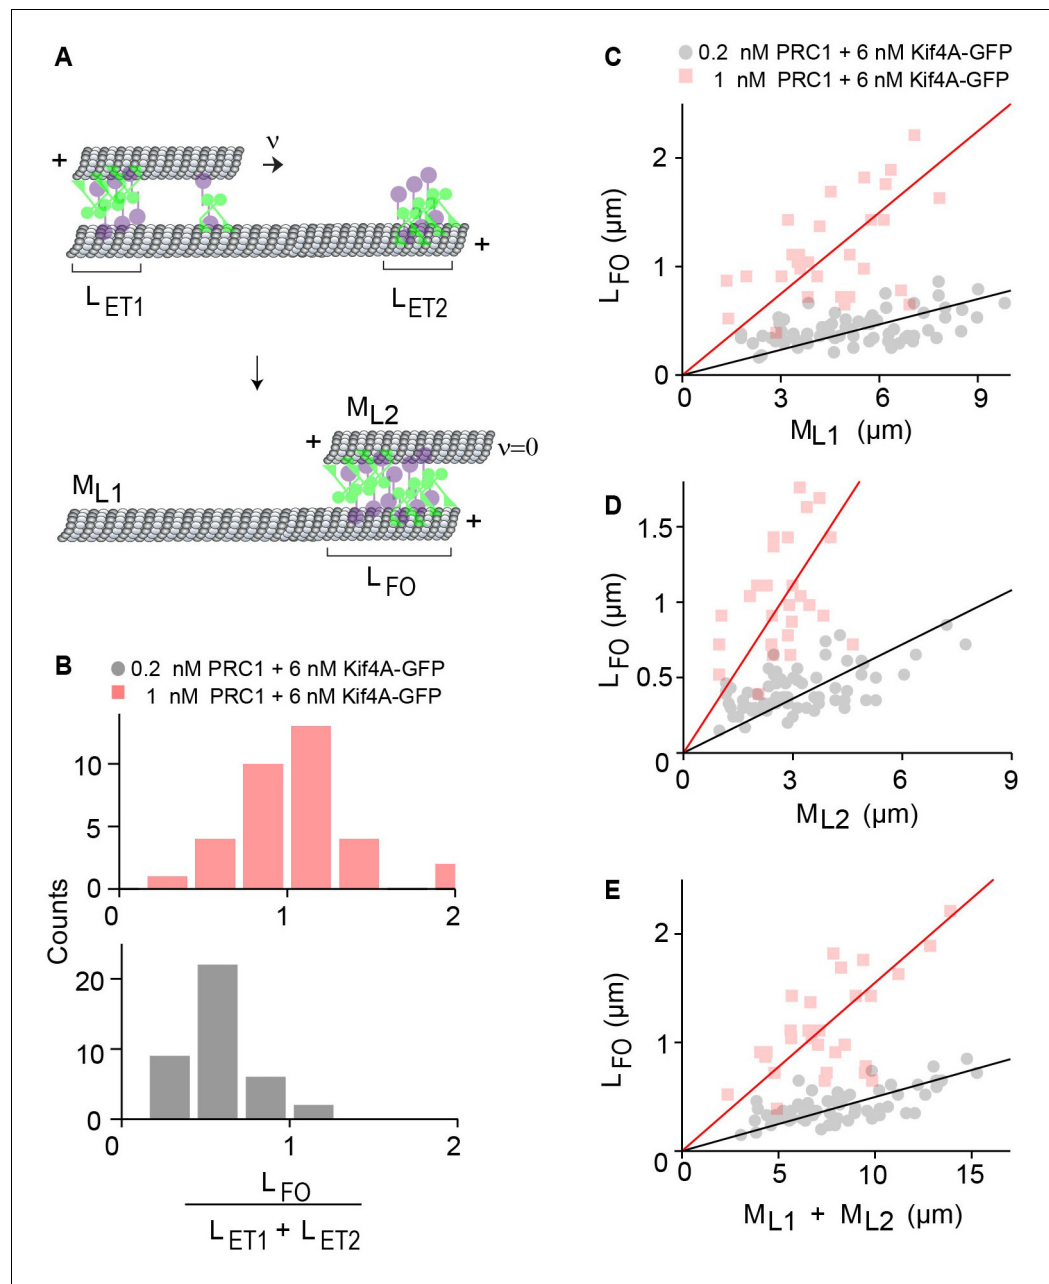 A
+
ν
+
L ET1
L ET2
M L2
+
ν=0
M L1
+
L FO
B
0.2 nM PRC1 + 6 nM Kif4A-GFP
1 nM PRC1 + 6 nM Kif4A-GFP
10
5
0
0 1 2
Counts
20
10
0
0 1 2
L FO
L ET1 + L ET2
C
0.2 nM PRC1 + 6 nM Kif4A-GFP
1 nM PRC1 + 6 nM Kif4A-GFP
L FO (µm)
2
1
0
0 3 6 9
M L1 (µm)
D
L FO (µm)
1.5
1
0.5
0
0 3 6 9
M L2 (µm)
E
L FO (µm)
2
1
0
0 5 10 15
M L1 + M L2 (µm)